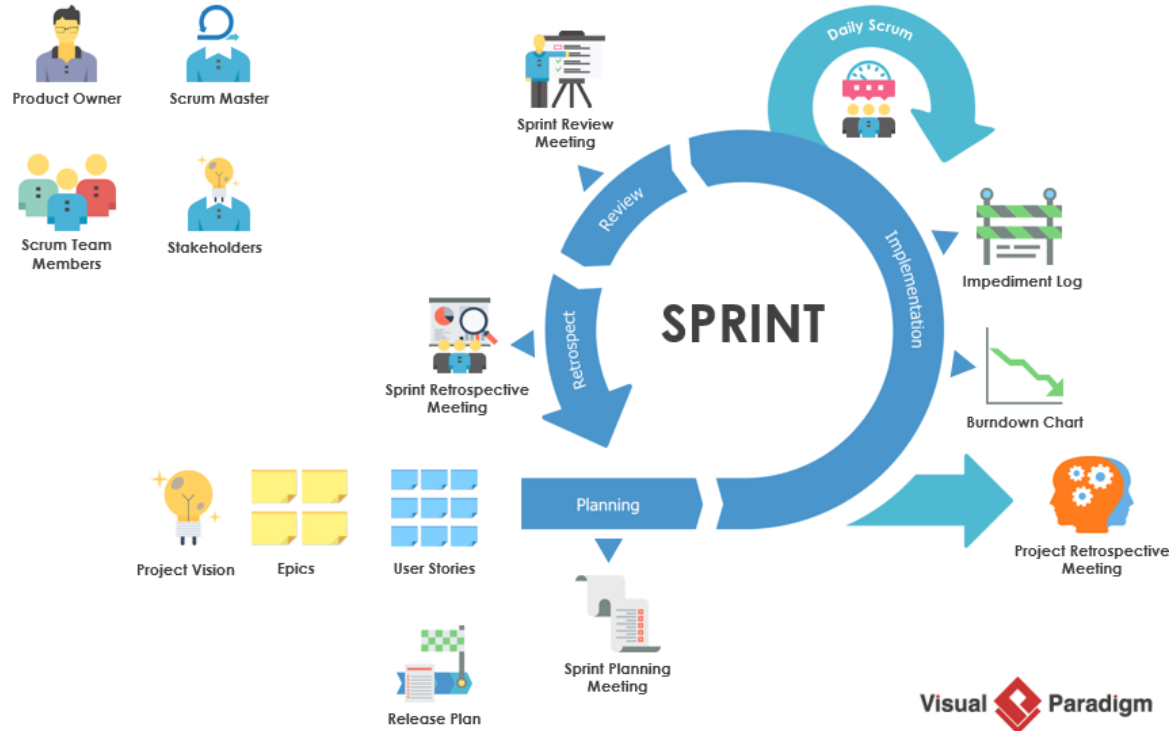 Product Owner
Scrum Master
Scrum Team
Members
Stakeholders
Sprint Review
Meeting
Daily Scrum
Review
Implementation
Impediment Log
SPRINT
Retrospect
Sprint Retrospective
Meeting
Burndown Chart
Planning
Project Vision
Epics
User Stories
Project Retrospective
Meeting
Sprint Planning
Meeting
Release Plan
Visual Paradigm